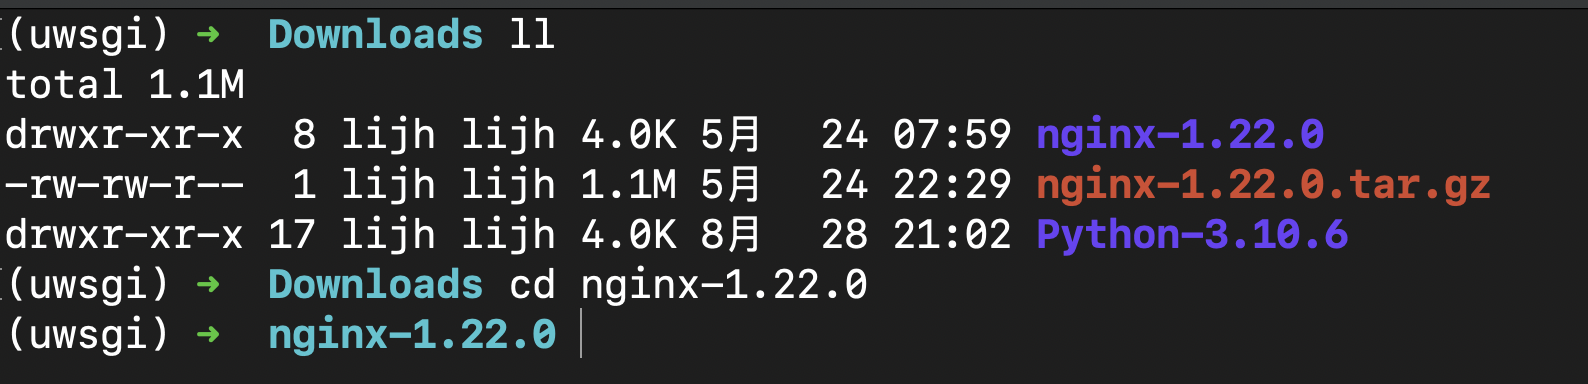 (uwsgi) ➜  Downloads ll
total 1.1M
drwxr-xr-x  8 lijh lijh 4.0K 5月   24 07:59 nginx-1.22.0
-rw-rw-r--  1 lijh lijh 1.1M 5月   24 22:29 nginx-1.22.0.tar.gz
drwxr-xr-x 17 lijh lijh 4.0K 8月   28 21:02 Python-3.10.6
(uwsgi) ➜  Downloads cd nginx-1.22.0
(uwsgi) ➜  nginx-1.22.0